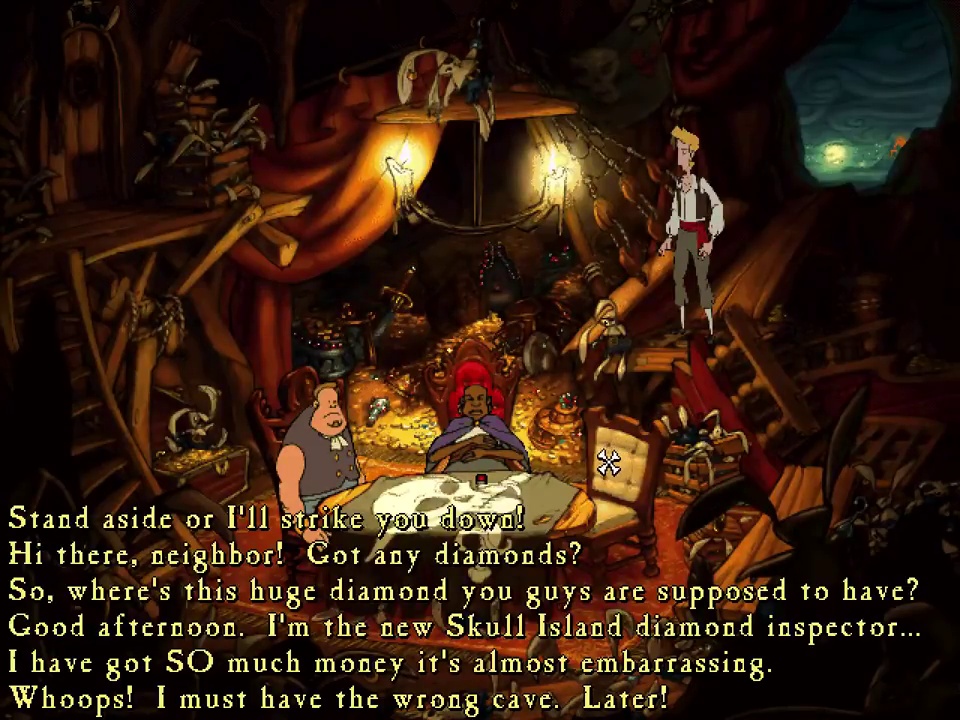 Stand aside or I'll strike you down!
Hi there, neighbor!  Got any diamonds?
So, where's this huge diamond you guys are supposed to have?
Good afternoon.  I'm the new Skull Island diamond inspector...
I have got SO much money it's almost embarrassing.
Whoops!  I must have the wrong cave.  Later!